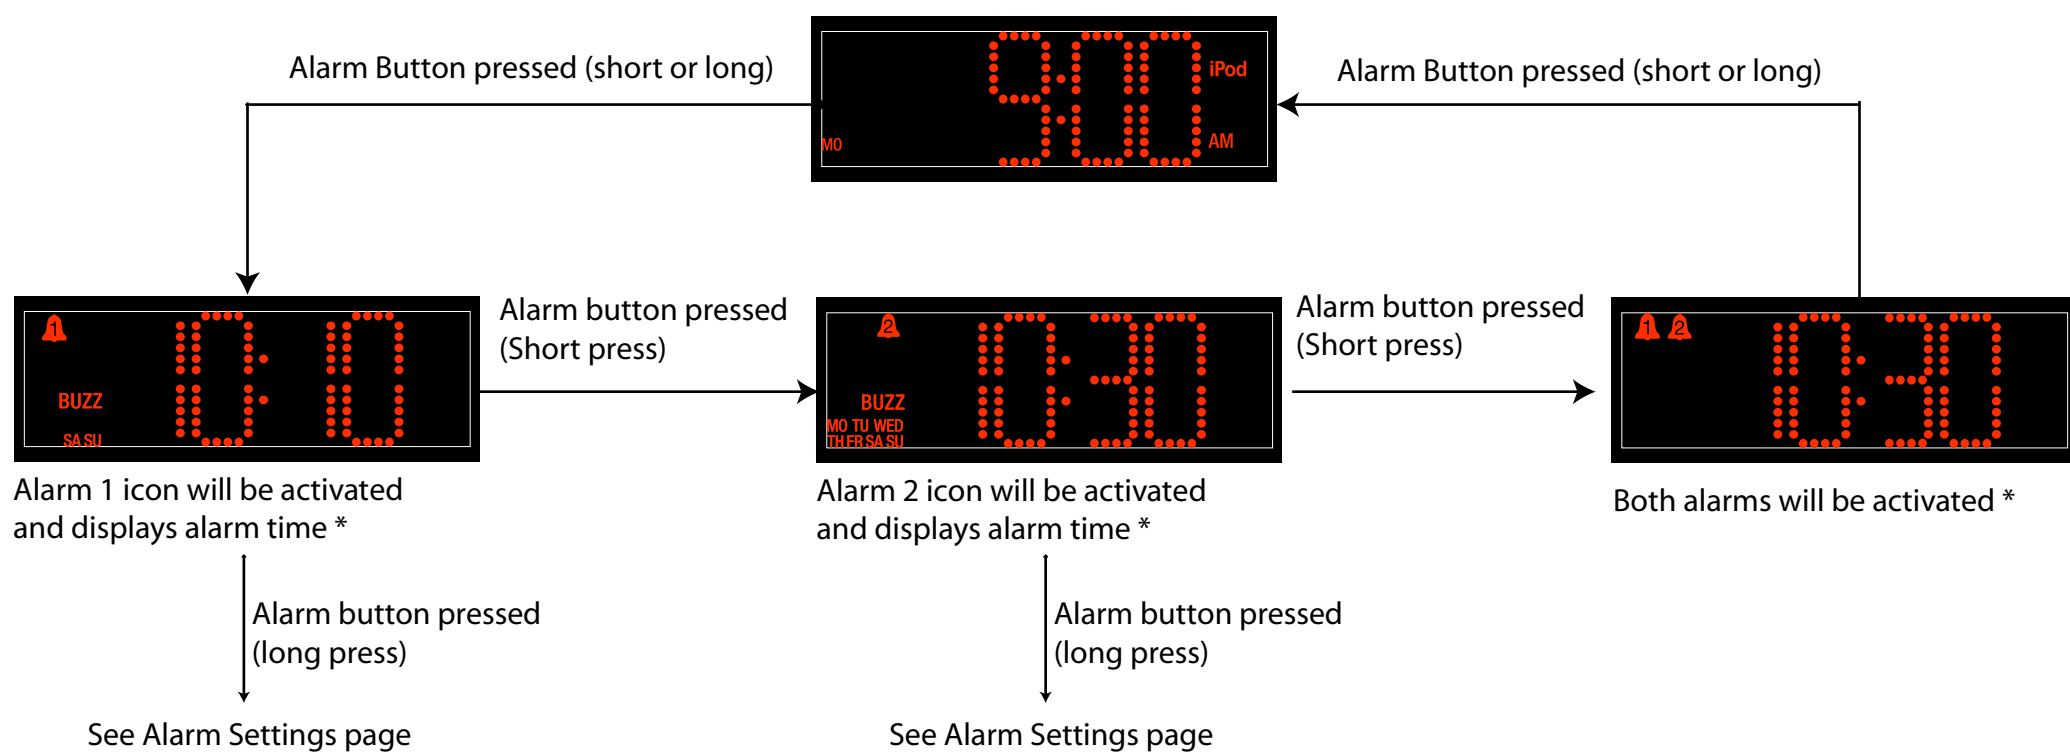 Alarm Button pressed (short or long)
9:00
iPod
MO
AM
Alarm Button pressed (short or long)
1
10:10
BUZZ
SA SU
Alarm button pressed
(Short press)
2
10:30
BUZZ
MO TU WED
TH FR SA SU
Alarm button pressed
(Short press)
1 2
10:30
Alarm 1 icon will be activated
and displays alarm time *
Alarm 2 icon will be activated
and displays alarm time *
Both alarms will be activated *
Alarm button pressed
(long press)
Alarm button pressed
(long press)
See Alarm Settings page
See Alarm Settings page